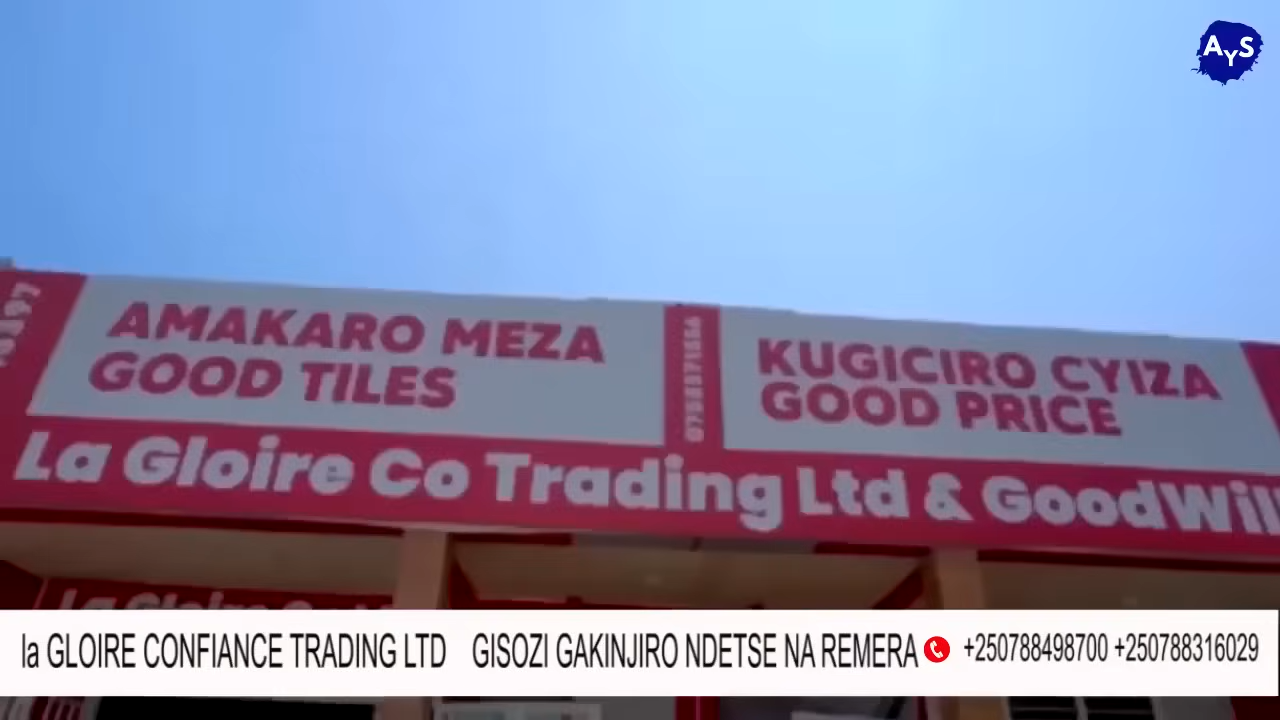 AYS
AMAKARO MEZA
GOOD TILES
KUGICIRO CYIZA
GOOD PRICE
La Gloire Co Trading Ltd & GoodWill
la GLOIRE CONFIANCE TRADING LTD GISOZI GAKINJIRO NDETSE NA REMERA +250788498700 +250788316029